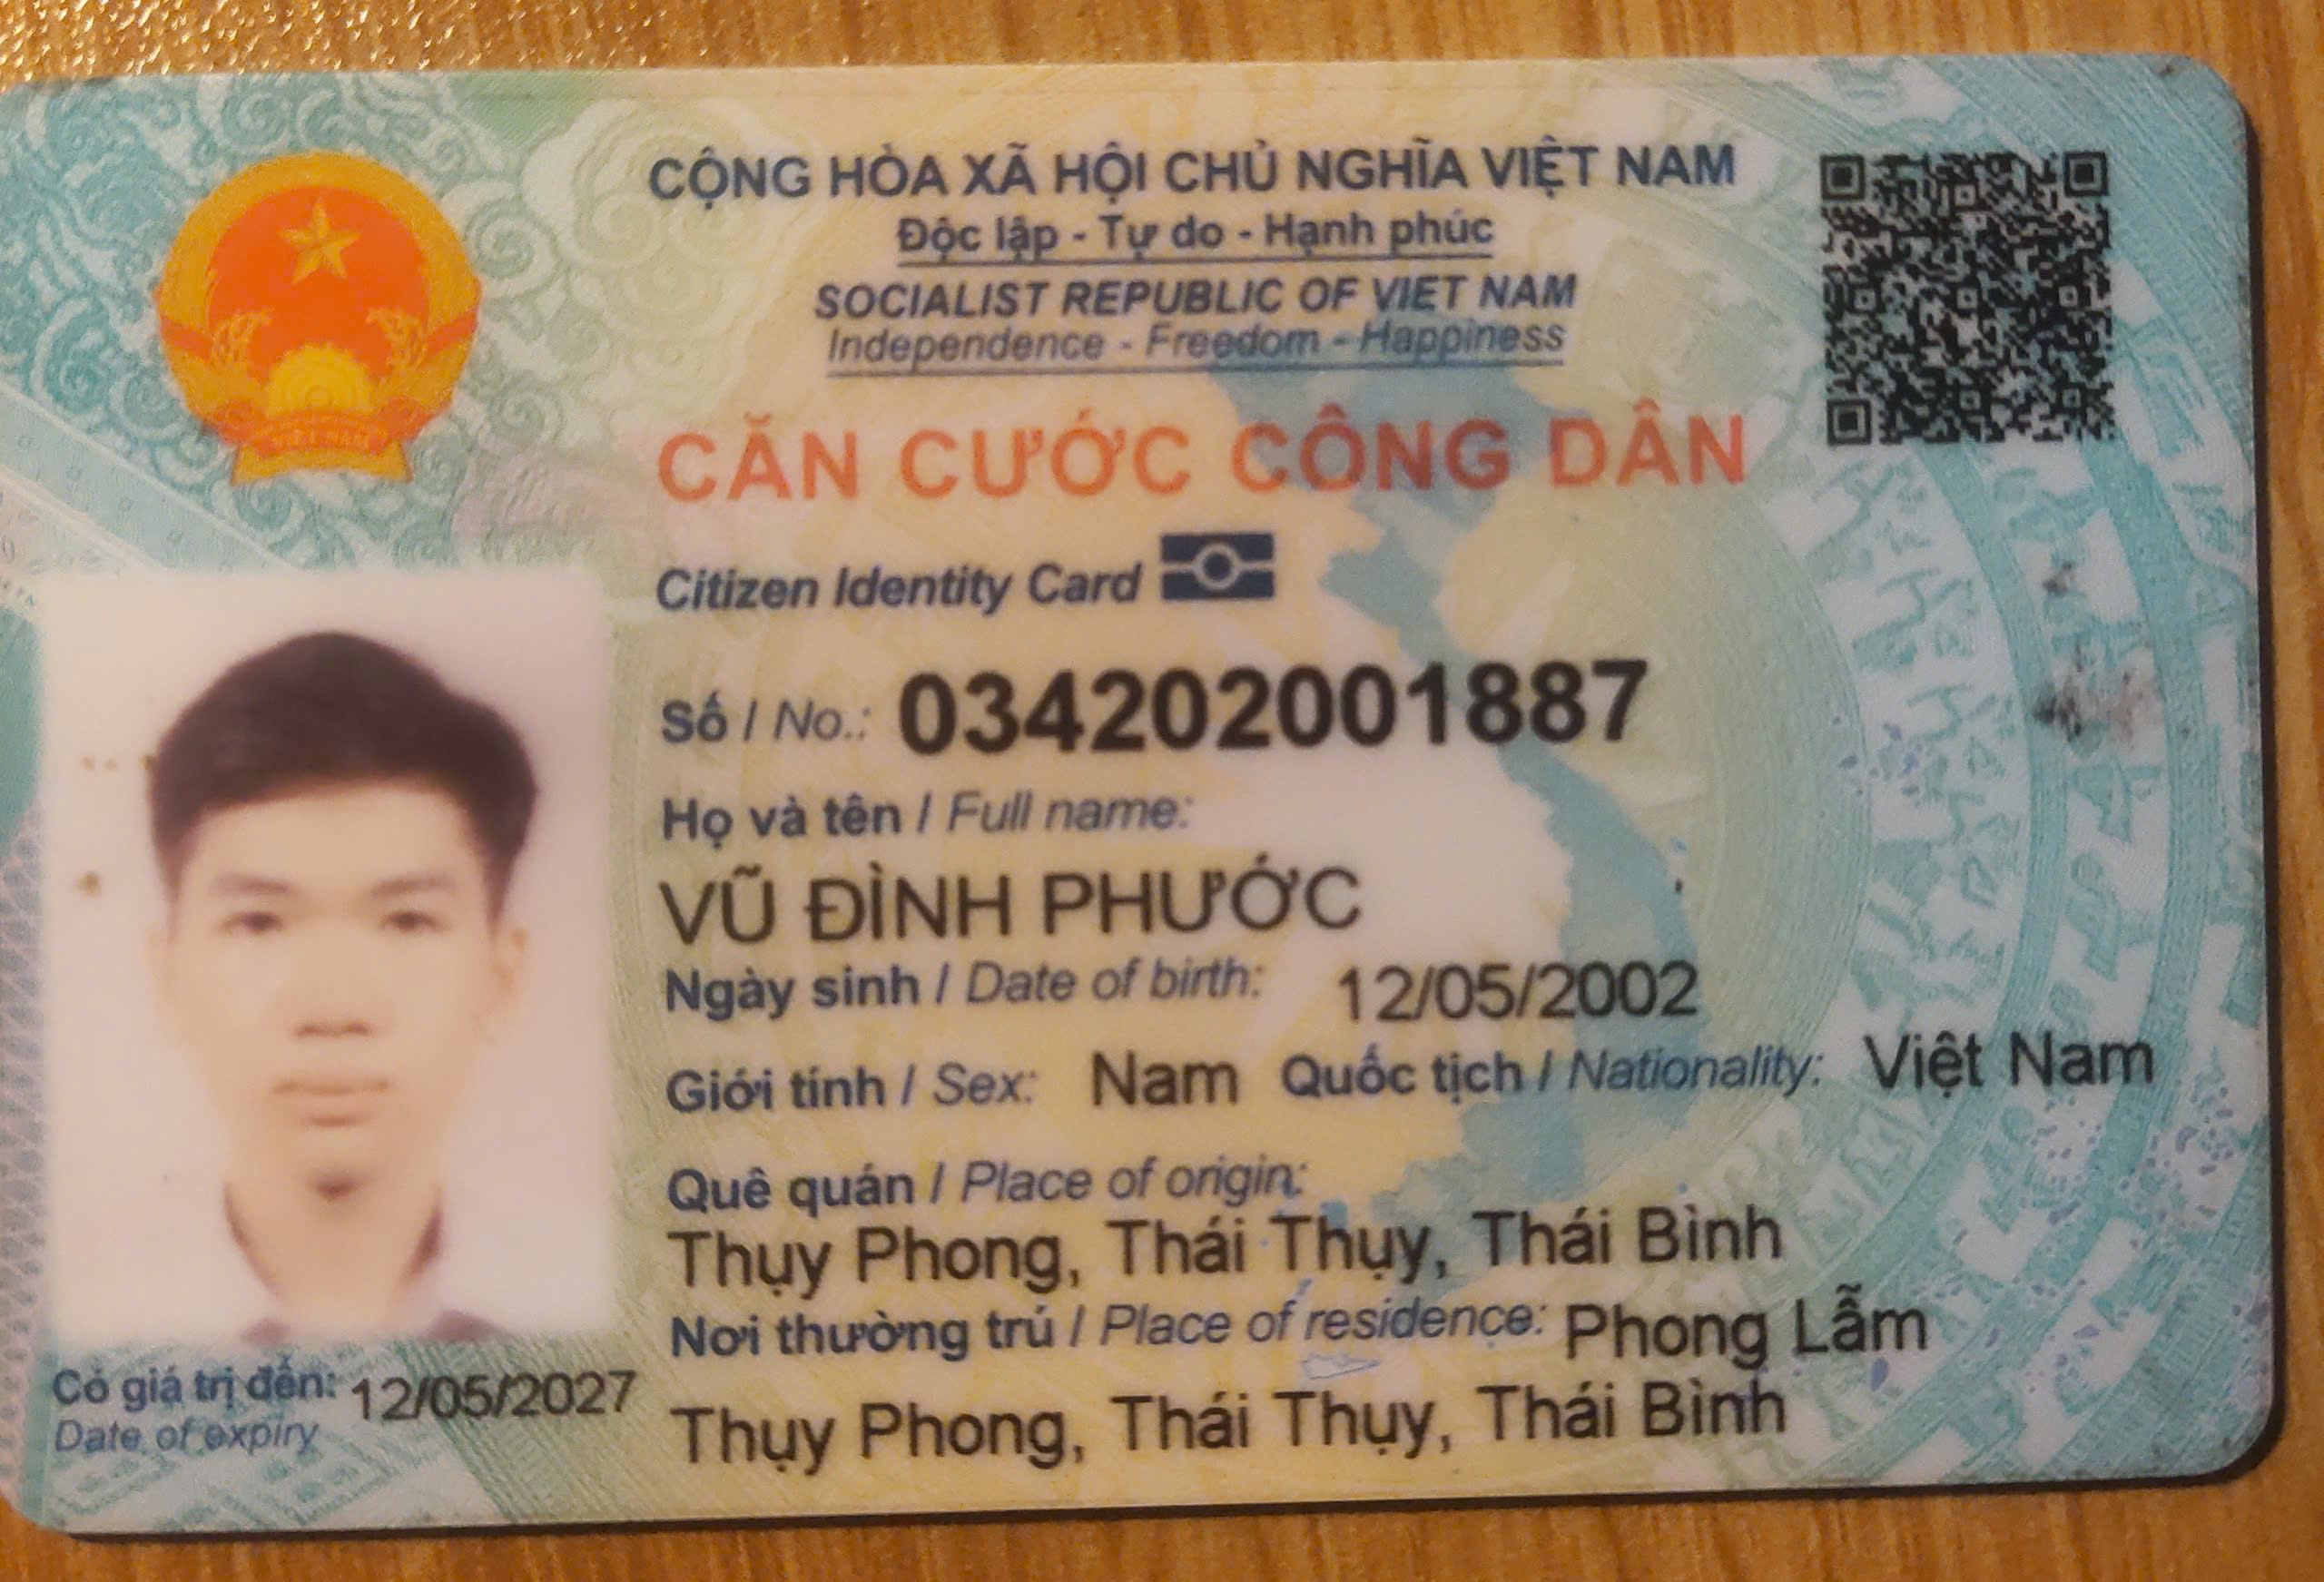 CỘNG HÒA XÃ HỘI CHỦ NGHĨA VIỆT NAM
Độc lập - Tự do - Hạnh phúc
SOCIALIST REPUBLIC OF VIET NAM
Independence - Freedom - Happiness
CĂN CƯỚC CÔNG DÂN
Citizen Identity Card
Số / No.: 034202001887
Họ và tên / Full name:
VŨ ĐÌNH PHƯỚC
Ngày sinh / Date of birth: 12/05/2002
Giới tính / Sex: Nam Quốc tịch / Nationality: Việt Nam
Quê quán / Place of origin:
Thụy Phong, Thái Thụy, Thái Bình
Nơi thường trú / Place of residence: Phong Lẫm
Thụy Phong, Thái Thụy, Thái Bình
Có giá trị đến: 12/05/2027
Date of expiry
VIỆT NAM